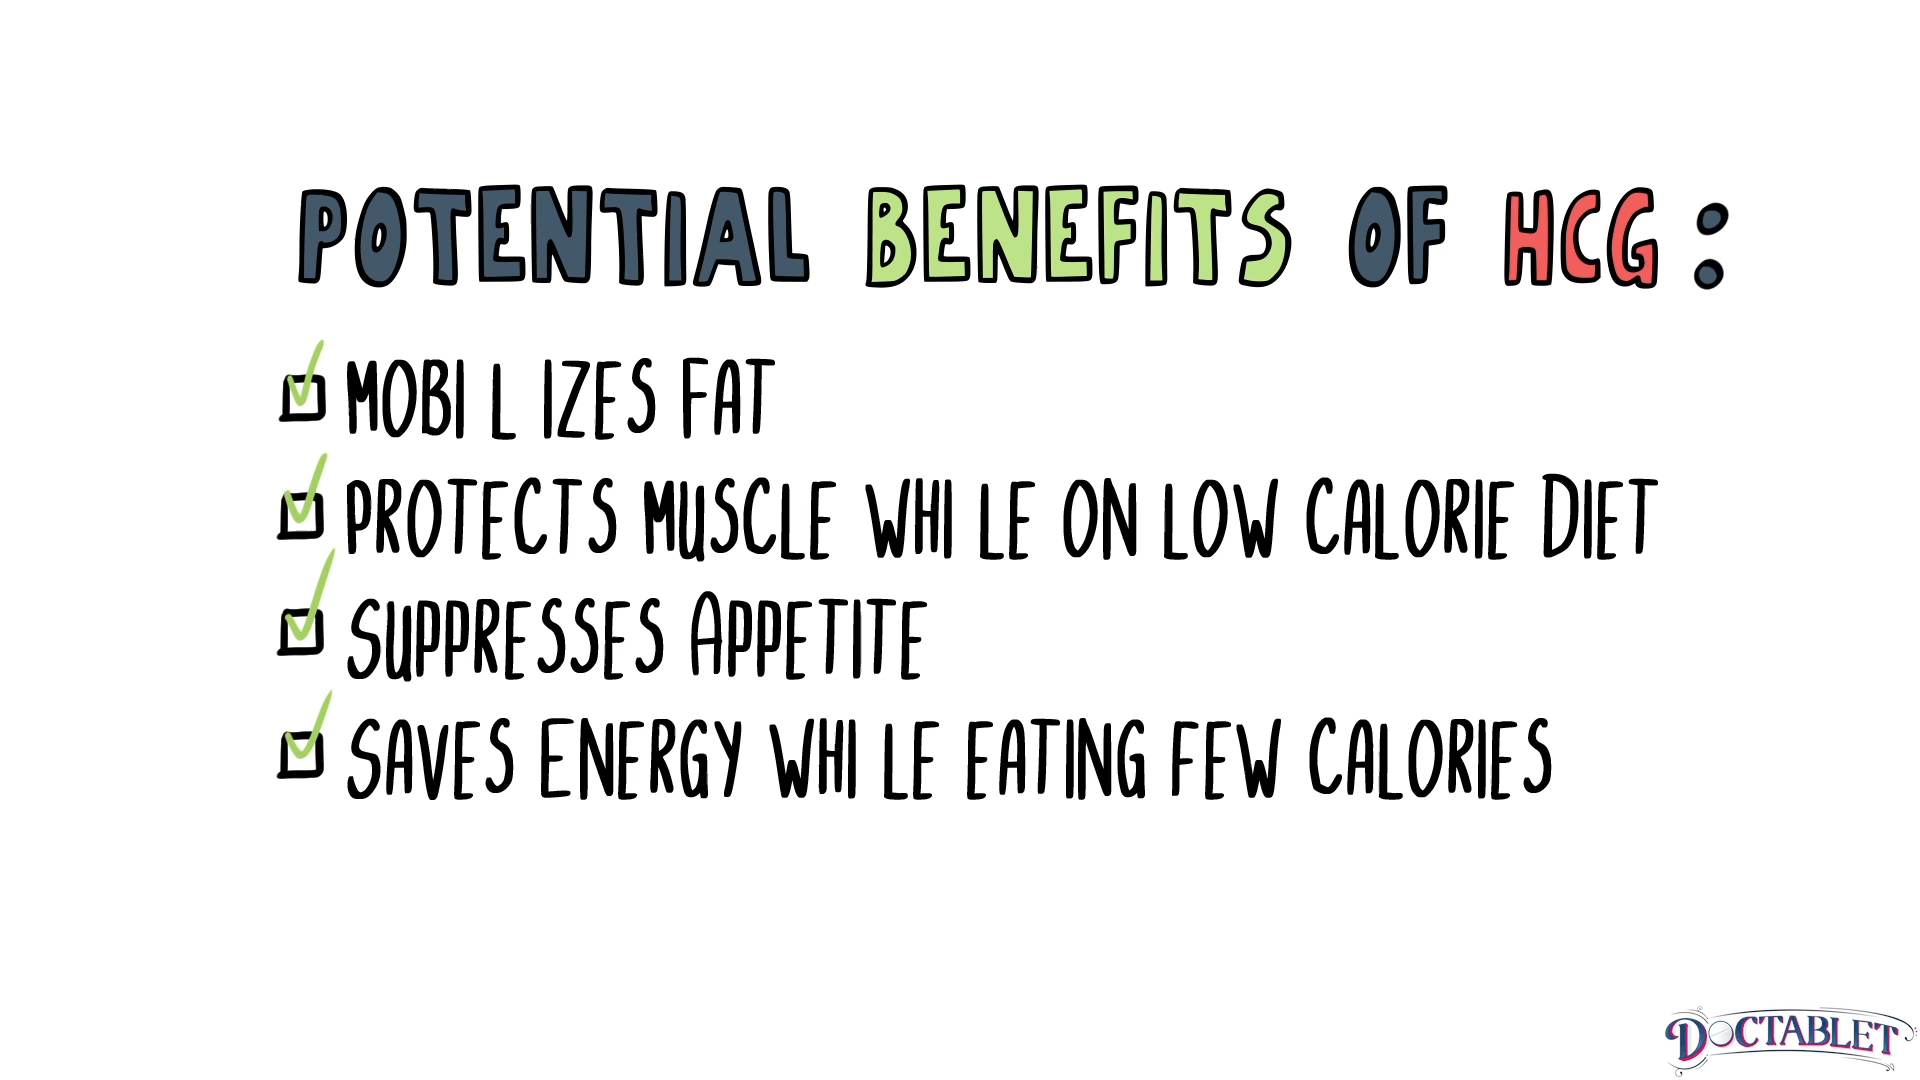 POTENTIAL BENEFITS OF HCG:
MOBILIZES FAT
PROTECTS MUSCLE WHILE ON LOW CALORIE DIET
SUPPRESSES APPETITE
SAVES ENERGY WHILE EATING FEW CALORIES
DOCTABLET